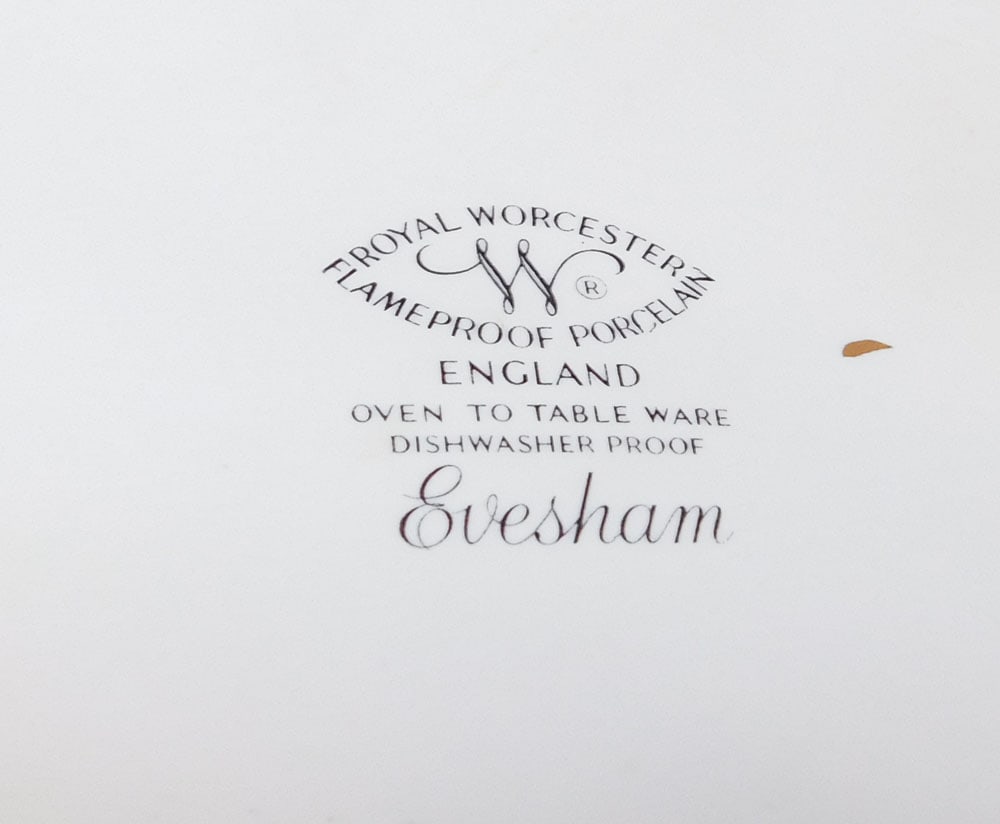 ROYAL WORCESTER
W ®
FLAMEPROOF PORCELAIN
ENGLAND
OVEN TO TABLE WARE
DISHWASHER PROOF
Evesham